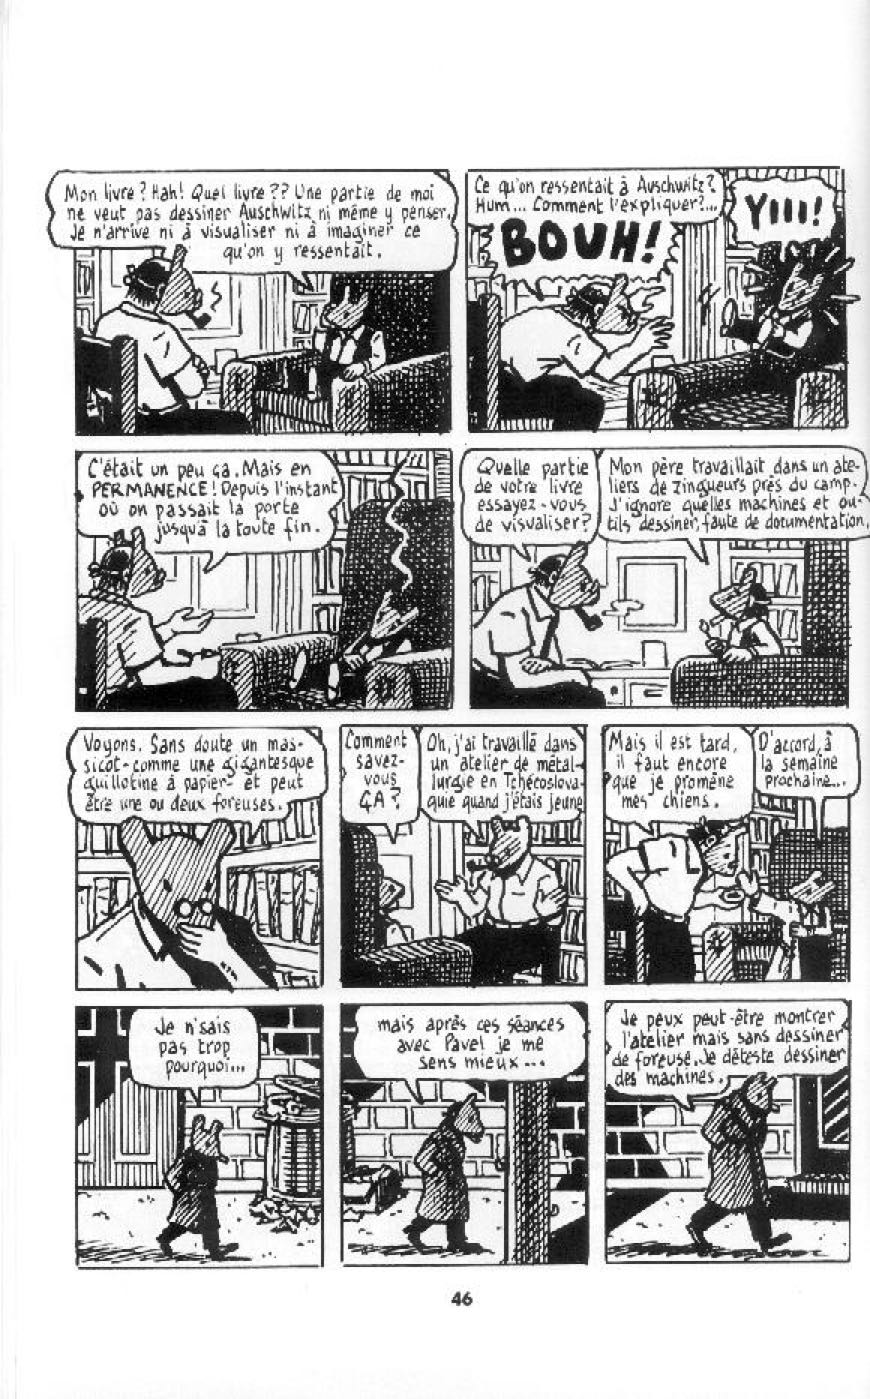 Mon livre? Hah! Quel livre?? Une partie de moi
ne veut pas dessiner Auschwitz, ni même y penser.
Je n'arrive ni à visualiser ni à imaginer ce
qu'on y ressentait.
Ce qu'on ressentait à Auschwitz?
Hum... Comment l'expliquer?...
BOUH!
YIII!
C'était un peu ça. Mais en
PERMANENCE! Depuis l'instant
où on passait la porte
jusqu'à la toute fin.
Quelle partie
de votre livre
essayez-vous
de visualiser?
Mon père travaillait dans un ate-
liers de zingueurs près du camp.
J'ignore quelles machines et ou-
tils dessiner, faute de documentation.
Voyons. Sans doute un mas-
sicot-comme une gigantesque
guillotine à papier- et peut
être une ou deux foreuses.
Comment
savez-
vous
ÇA?
Oh, j'ai travaillé dans
un atelier de métal-
lurgie en Tchécoslova-
quie quand j'étais jeune
Mais il est tard,
il faut encore
que je promène
mes chiens.
D'accord, à
la semaine
prochaine...
Je n'sais
pas trop
pourquoi...
mais après ces séances
avec Pavel je me
sens mieux...
Je peux peut-être montrer
l'atelier mais sans dessiner
de foreuse. Je déteste dessiner
des machines.
46